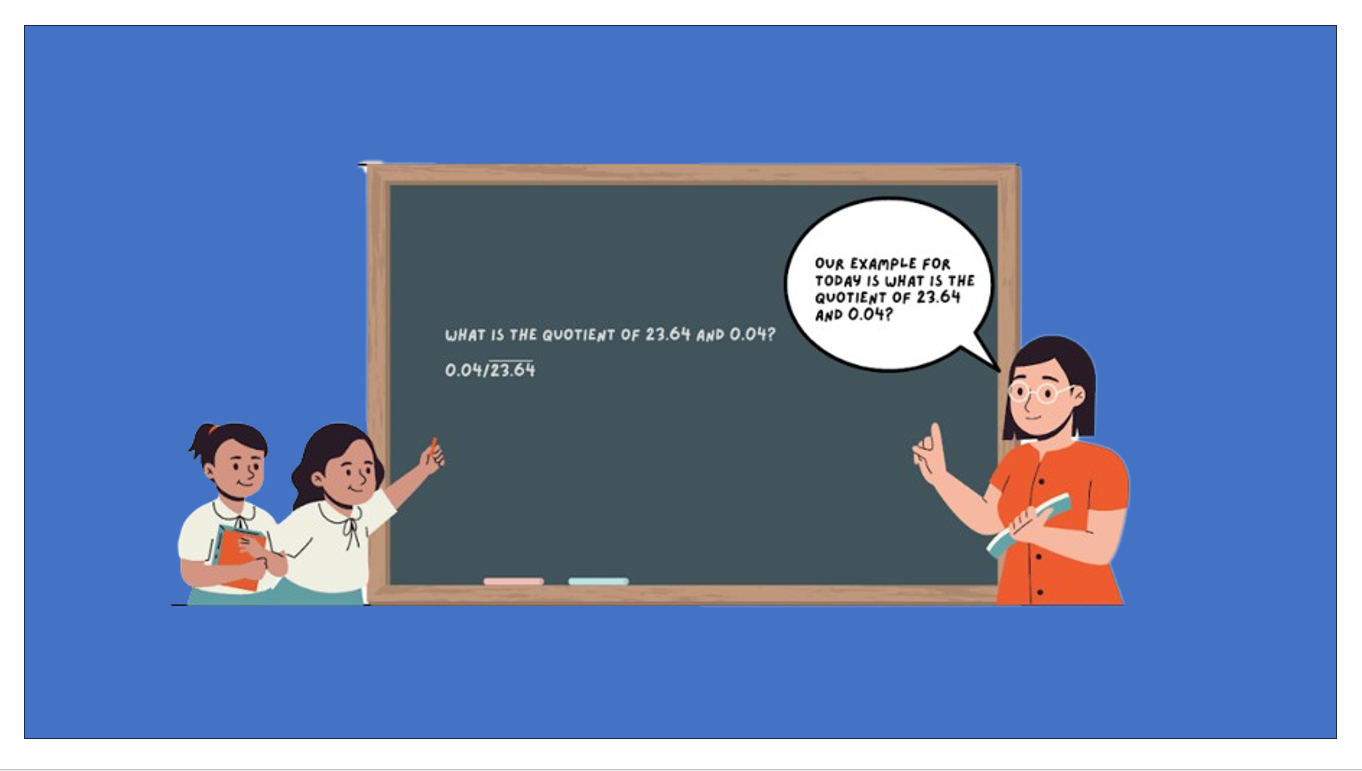 OUR EXAMPLE FOR
TODAY IS WHAT IS THE
QUOTIENT OF 23.64
AND 0.04?
WHAT IS THE QUOTIENT OF 23.64 AND 0.04?
0.04/23.64